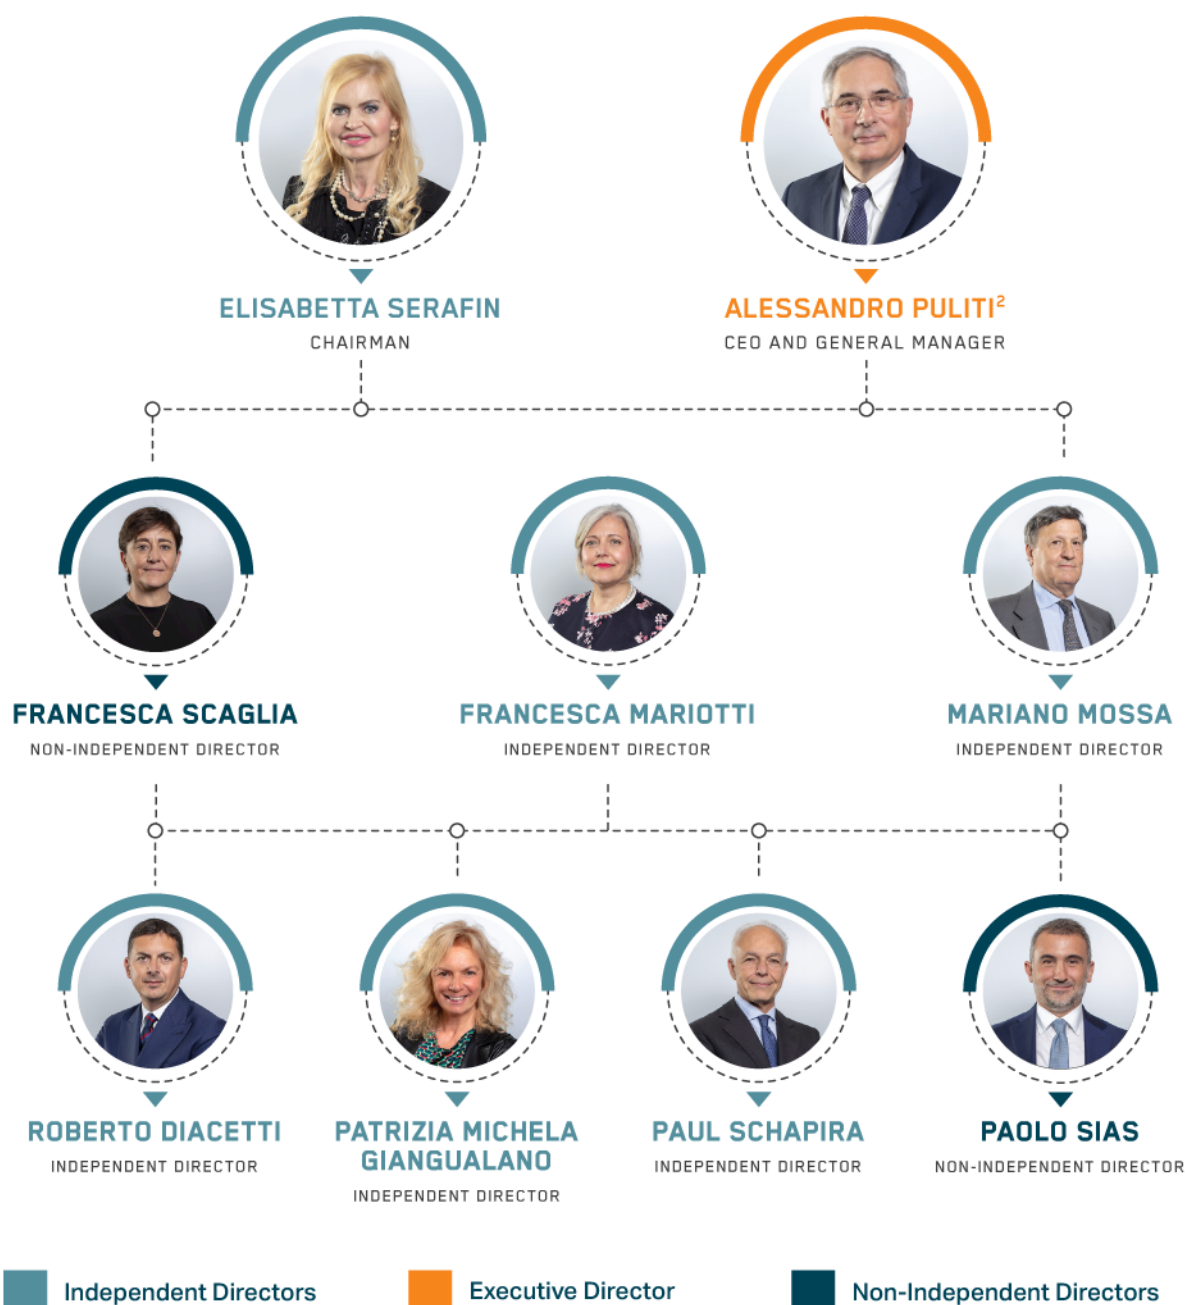 ELISABETTA SERAFIN
CHAIRMAN
ALESSANDRO PULITI²
CEO AND GENERAL MANAGER
FRANCESCA SCAGLIA
NON-INDEPENDENT DIRECTOR
FRANCESCA MARIOTTI
INDEPENDENT DIRECTOR
MARIANO MOSSA
INDEPENDENT DIRECTOR
ROBERTO DIACETTI
INDEPENDENT DIRECTOR
PATRIZIA MICHELA
GIANGUALANO
INDEPENDENT DIRECTOR
PAUL SCHAPIRA
INDEPENDENT DIRECTOR
PAOLO SIAS
NON-INDEPENDENT DIRECTOR
Independent Directors
Executive Director
Non-Independent Directors